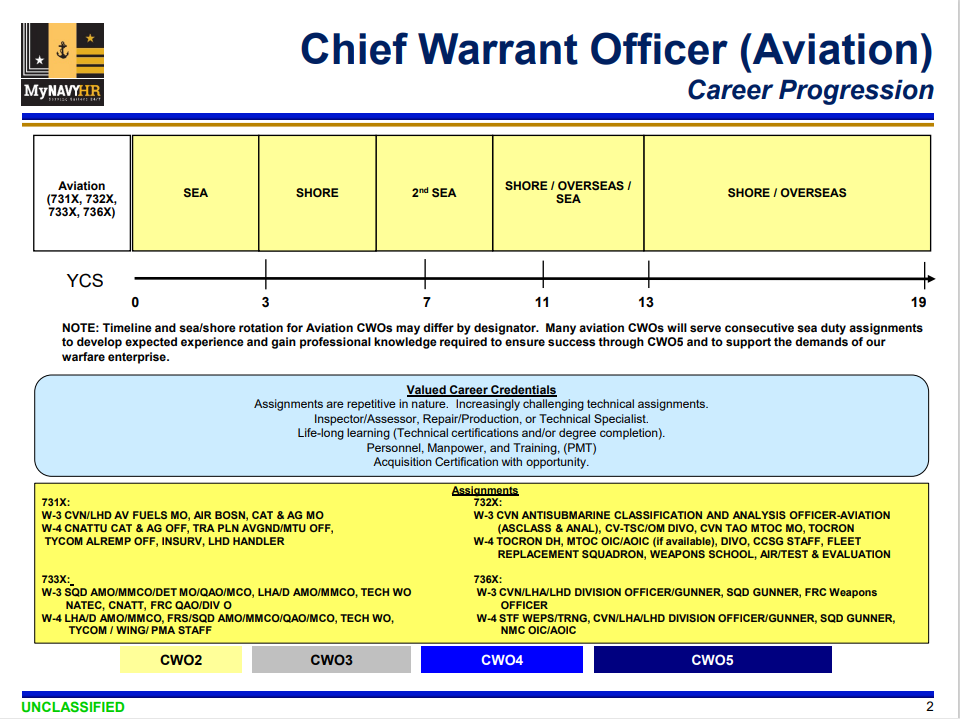 MyNAVYHR
Chief Warrant Officer (Aviation)
Career Progression
Aviation
(731X, 732X,
733X, 736X)
SEA
SHORE
2nd SEA
SHORE / OVERSEAS /
SEA
SHORE / OVERSEAS
YCS
0
3
7
11
13
19
NOTE: Timeline and sea/shore rotation for Aviation CWOs may differ by designator.  Many aviation CWOs will serve consecutive sea duty assignments
to develop expected experience and gain professional knowledge required to ensure success through CWO5 and to support the demands of our
warfare enterprise.
Valued Career Credentials
Assignments are repetitive in nature.  Increasingly challenging technical assignments.
Inspector/Assessor, Repair/Production, or Technical Specialist.
Life-long learning (Technical certifications and/or degree completion).
Personnel, Manpower, and Training, (PMT)
Acquisition Certification with opportunity.
Assignments
731X:
W-3 CVN/LHD AV FUELS MO, AIR BOSN, CAT & AG MO
W-4 CNATTU CAT & AG OFF, TRA PLN AVGND/MTU OFF,
TYCOM ALREMP OFF, INSURV, LHD HANDLER
732X:
W-3 CVN ANTISUBMARINE CLASSIFICATION AND ANALYSIS OFFICER-AVIATION
(ASCLASS & ANAL), CV-TSC/OM DIVO, CVN TAO MTOC MO, TOCRON
W-4 TOCRON DH, MTOC OIC/AOIC (if available), DIVO, CCSG STAFF, FLEET
REPLACEMENT SQUADRON, WEAPONS SCHOOL, AIR/TEST & EVALUATION
733X:
W-3 SQD AMO/MMCO/DET MO/QAO/MCO, LHA/D AMO/MMCO, TECH WO
NATEC, CNATT, FRC QAO/DIV O
W-4 LHA/D AMO/MMCO, FRS/SQD AMO/MMCO/QAO/MCO, TECH WO,
TYCOM / WING/ PMA STAFF
736X:
W-3 CVN/LHA/LHD DIVISION OFFICER/GUNNER, SQD GUNNER, FRC Weapons
OFFICER
W-4 STF WEPS/TRNG, CVN/LHA/LHD DIVISION OFFICER/GUNNER, SQD GUNNER,
NMC OIC/AOIC
CWO2
CWO3
CWO4
CWO5
UNCLASSIFIED
2